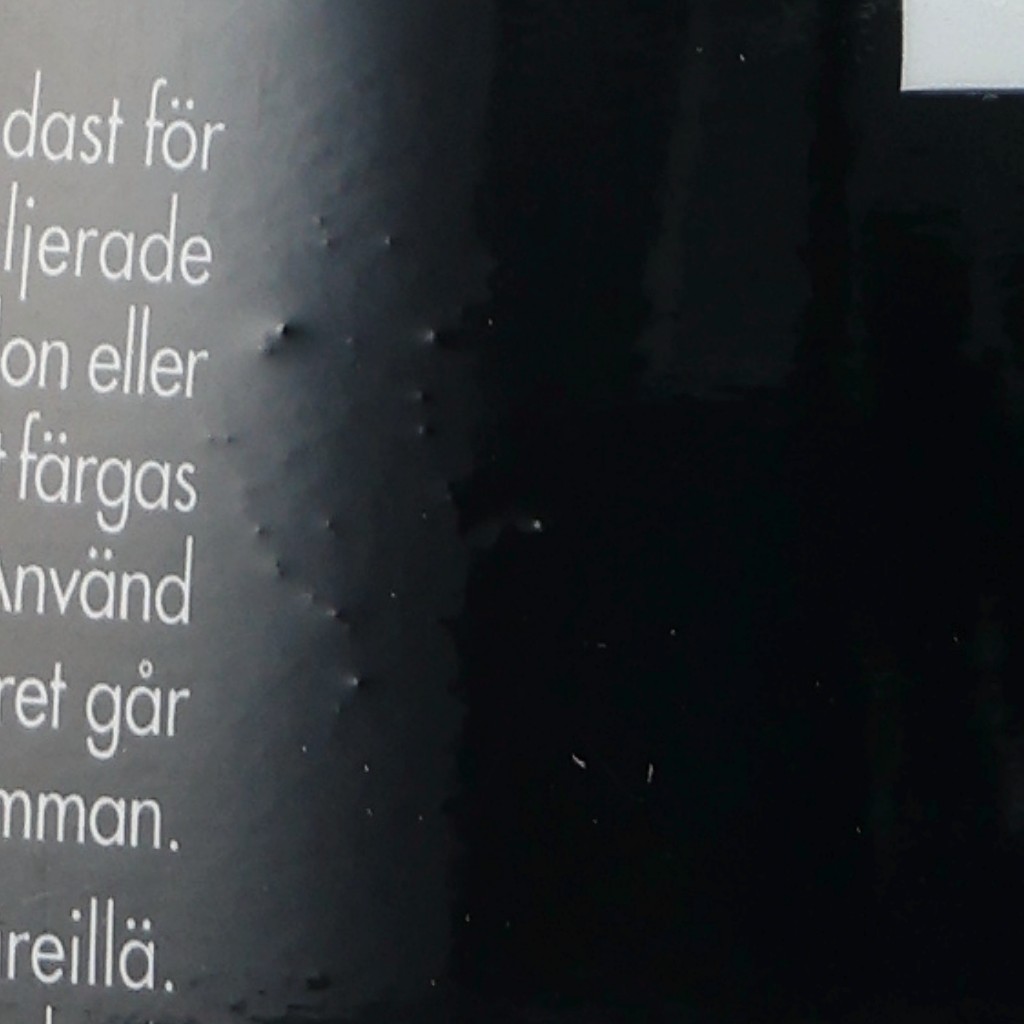 dast för
ljerade
on eller
färgas
Använd
ret går
mman.
reillä.